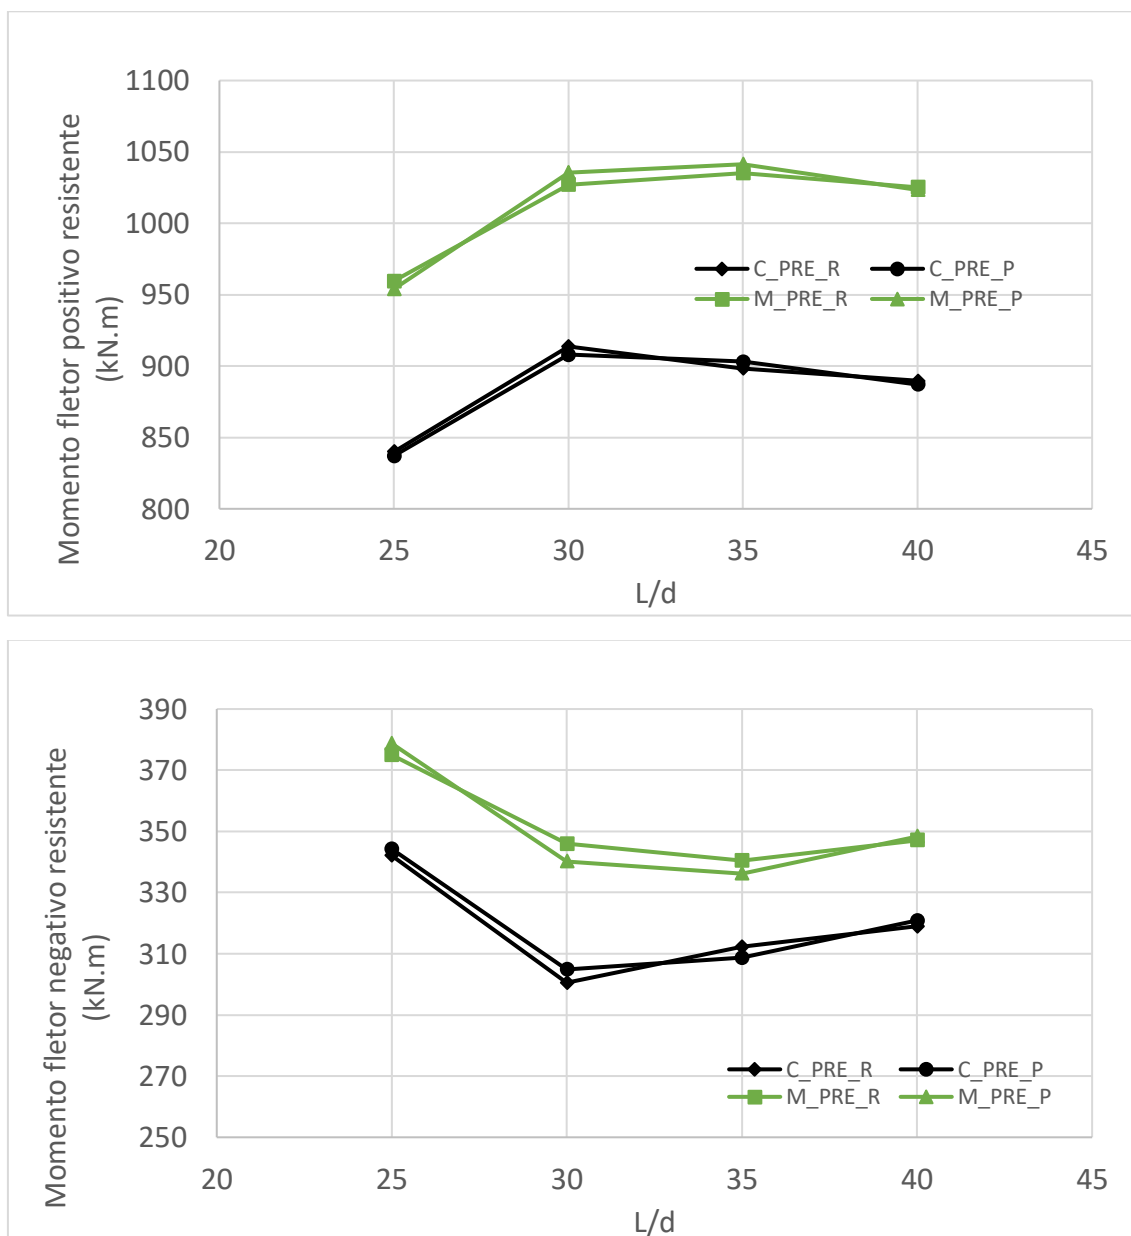 Momento fletor positivo resistente
(kN.m)
1100
1050
1000
950
900
850
800
20 25 30 35 40 45
L/d
C_PRE_R C_PRE_P
M_PRE_R M_PRE_P
Momento fletor negativo resistente
(kN.m)
390
370
350
330
310
290
270
250
20 25 30 35 40 45
L/d
C_PRE_R C_PRE_P
M_PRE_R M_PRE_P